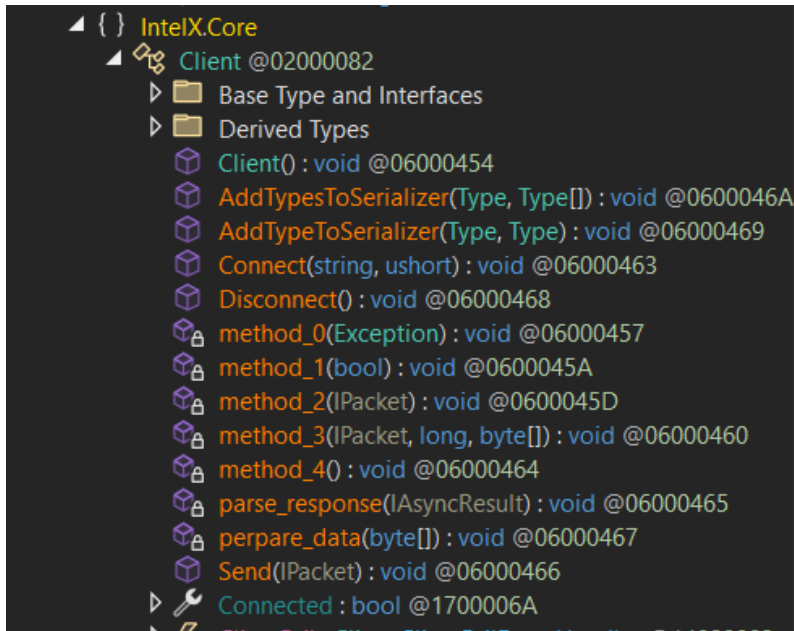 { } IntelX.Core
Client @02000082
Base Type and Interfaces
Derived Types
Client() : void @06000454
AddTypesToSerializer(Type, Type[]) : void @0600046A
AddTypeToSerializer(Type, Type) : void @06000469
Connect(string, ushort) : void @06000463
Disconnect() : void @06000468
method_0(Exception) : void @06000457
method_1(bool) : void @0600045A
method_2(IPacket) : void @0600045D
method_3(IPacket, long, byte[]) : void @06000460
method_4() : void @06000464
parse_response(IAsyncResult) : void @06000465
perpare_data(byte[]) : void @06000467
Send(IPacket) : void @06000466
Connected : bool @1700006A